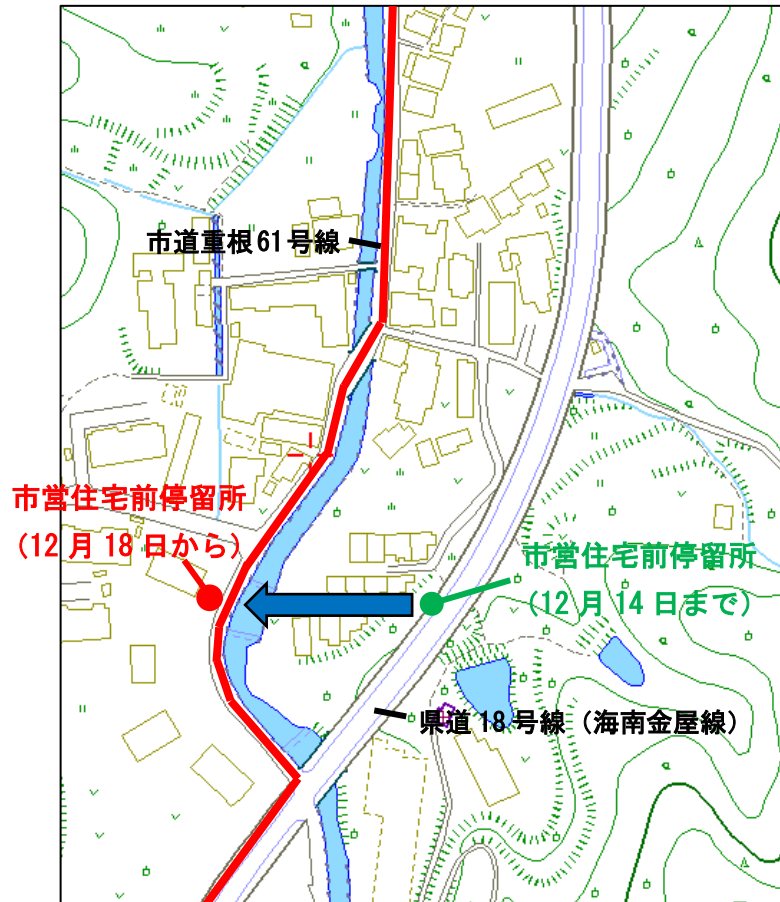 市道重根61号線
市営住宅前停留所
（12月18日から）
市営住宅前停留所
（12月14日まで）
県道18号線（海南金屋線）